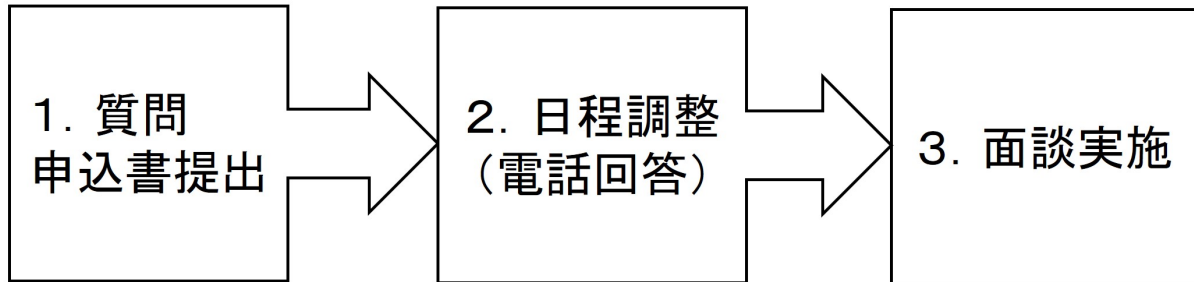 １．質問
申込書提出
２．日程調整
（電話回答）
３．面談実施